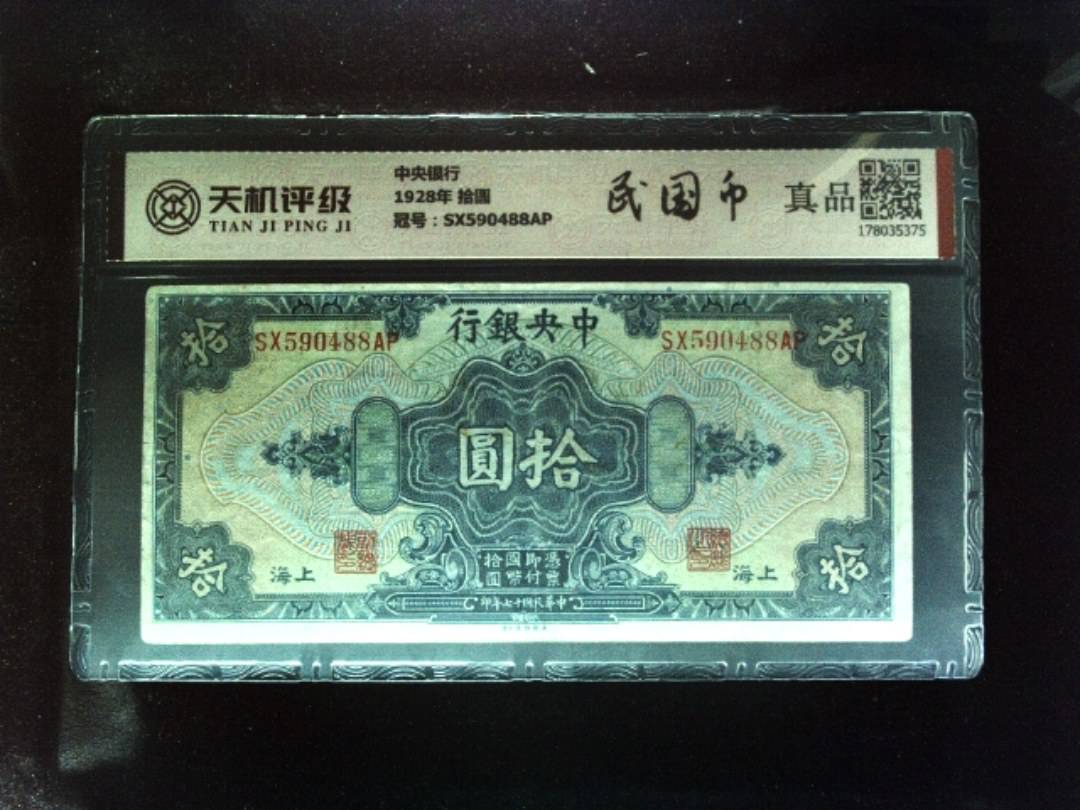 天机评级
TIAN JI PING JI
中央银行
1928年 拾圆
冠号：SX590488AP
民国币
真品
178035375
行銀央中
拾
拾
SX590488AP
SX590488AP
圓拾
憑票即付國幣拾圓
海上
海上
拾
拾
印年七十國民華中